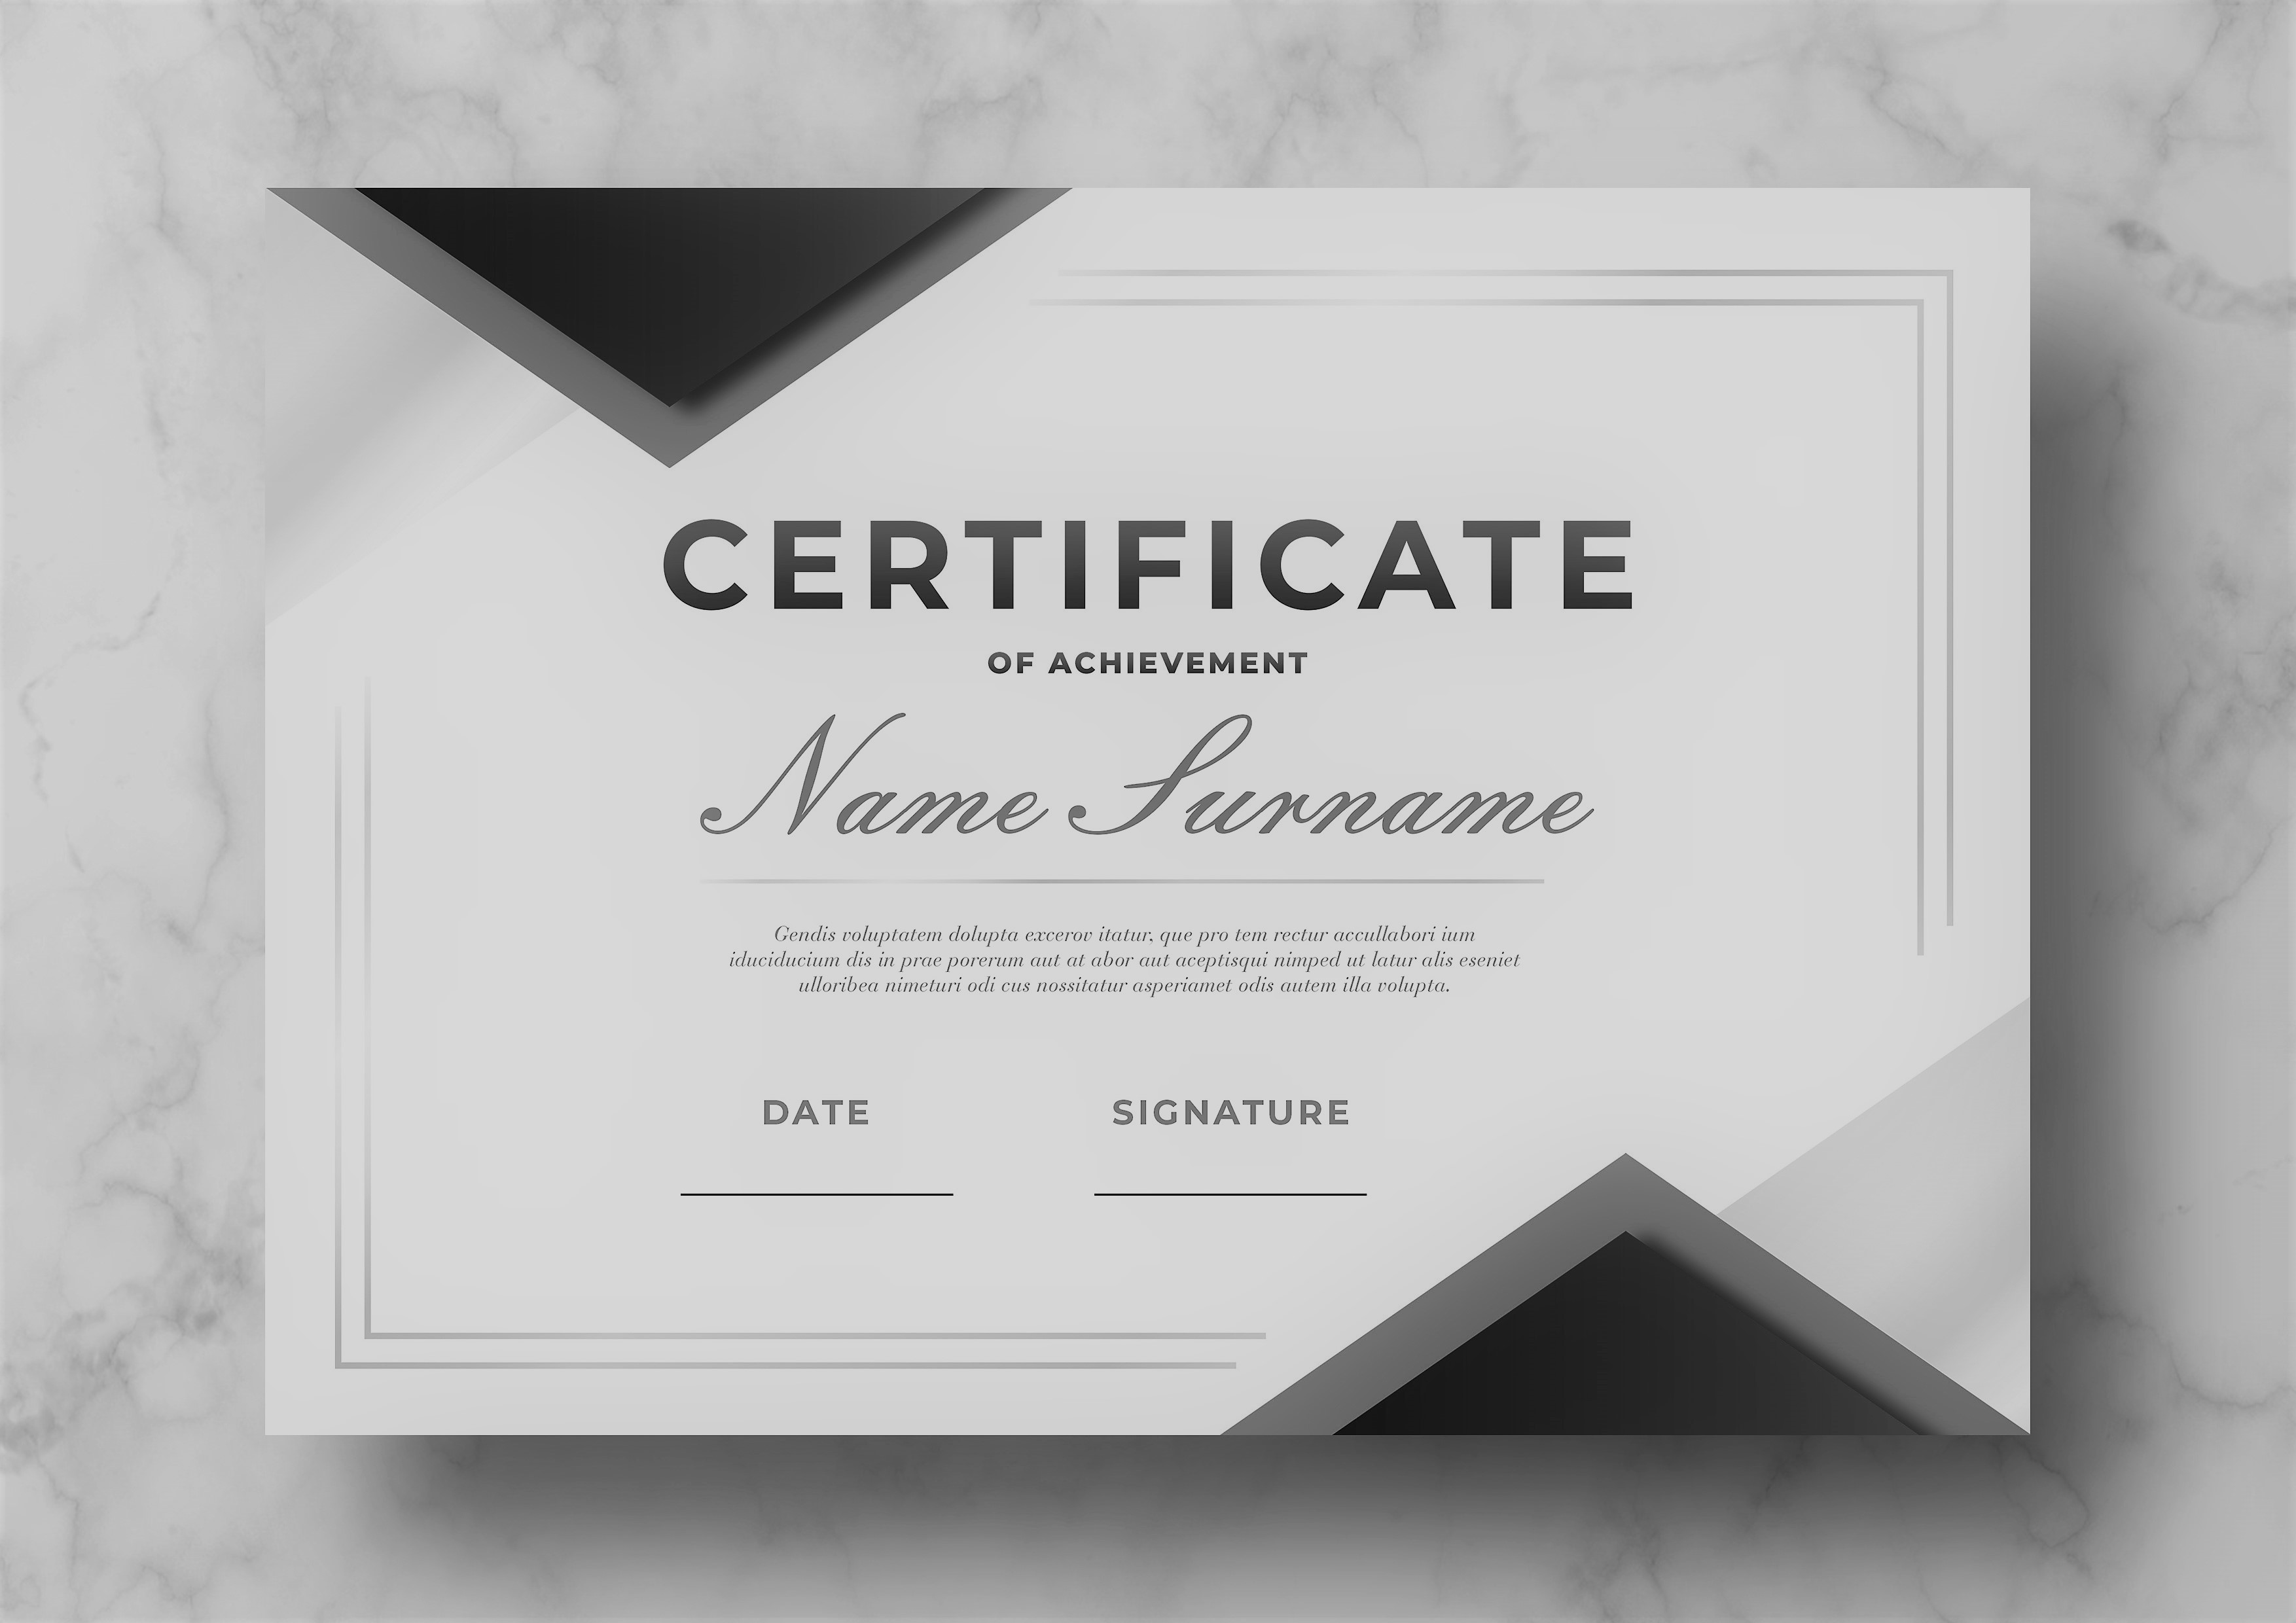 CERTIFICATE
OF ACHIEVEMENT
Name Surname
Gendis voluptatem dolupta excerov itatur, que pro tem rectur accullabori ium
iduciducium dis in prae porerum aut at abor aut aceptisqui nimped ut latur alis eseniet
ulloribea nimeturi odi cus nossitatur asperiamet odis autem illa volupta.
DATE SIGNATURE